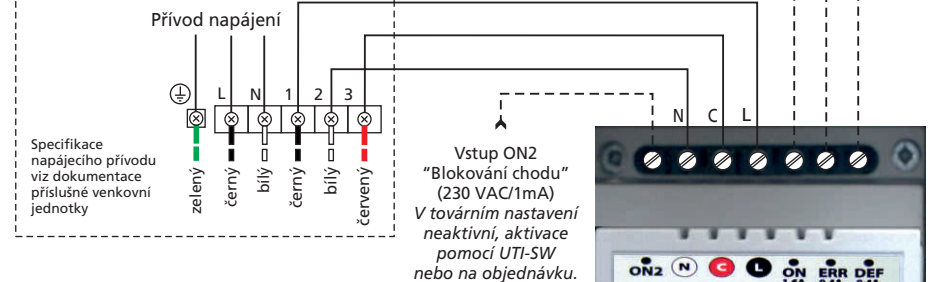 Přívod napájení
L N 1 2 3
Specifikace
napájecího přívodu
viz dokumentace
příslušné venkovní
jednotky
zelený
černý
bílý
černý
bílý
červený
N C L
Vstup ON2
“Blokování chodu”
(230 VAC/1mA)
V továrním nastavení
neaktivní, aktivace
pomocí UTI-SW
nebo na objednávku.
ON2 N C L ON ERR DEF